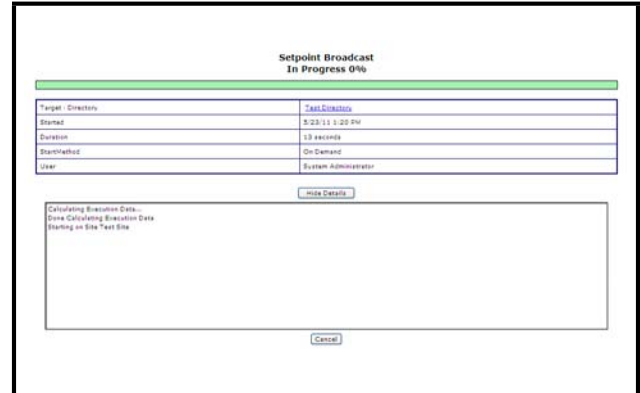 Setpoint Broadcast
In Progress 0%
Target - Directory Test Directory
Started 5/23/11 1:20 PM
Duration 13 seconds
StartMethod On Demand
User System Administrator
Hide Details
Calculating Execution Data...
Done Calculating Execution Data
Starting on Site Test Site
Cancel